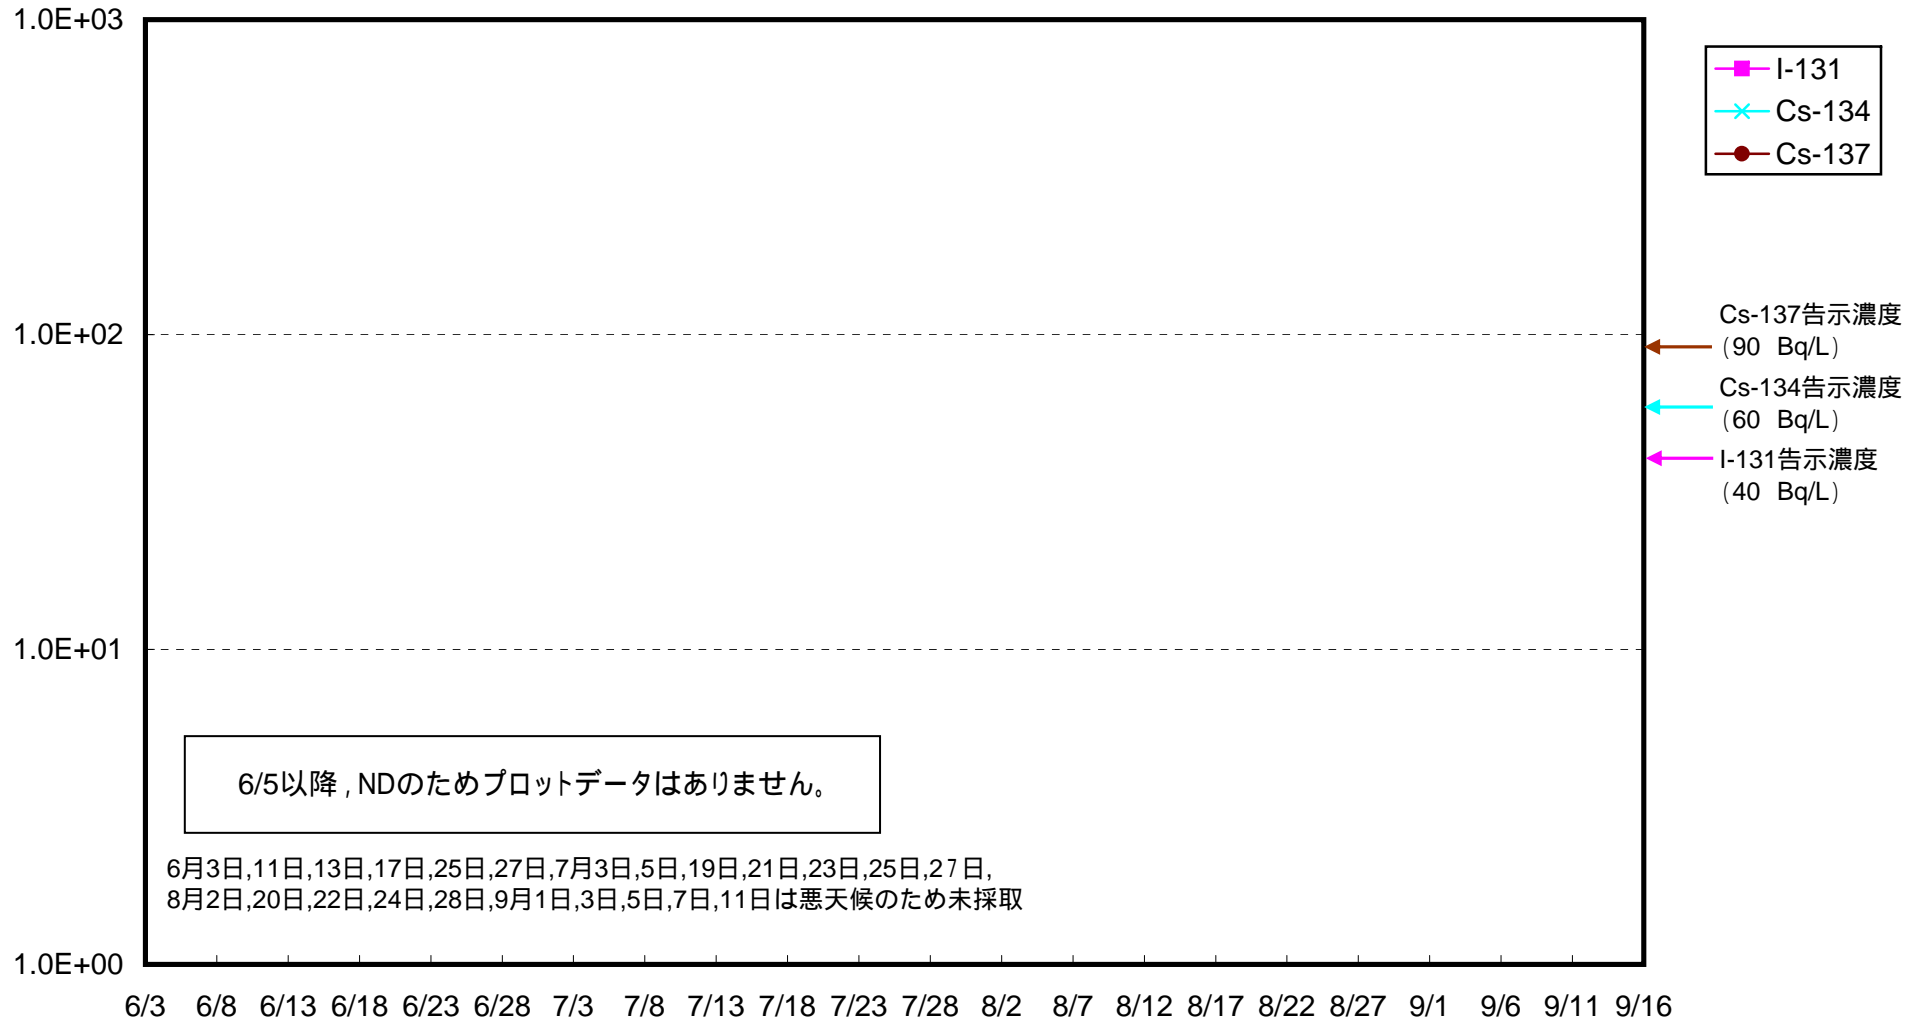 1.0E+03
1.0E+02
1.0E+01
1.0E+00
I-131
Cs-134
Cs-137
Cs-137告示濃度
(90 Bq/L)
Cs-134告示濃度
(60 Bq/L)
I-131告示濃度
(40 Bq/L)
6/5以降,NDのためプロットデータはありません。
6月3日,11日,13日,17日,25日,27日,7月3日,5日,19日,21日,23日,25日,27日,
8月2日,20日,22日,24日,28日,9月1日,3日,5日,7日,11日は悪天候のため未採取
6/3 6/8 6/13 6/18 6/23 6/28 7/3 7/8 7/13 7/18 7/23 7/28 8/2 8/7 8/12 8/17 8/22 8/27 9/1 9/6 9/11 9/16